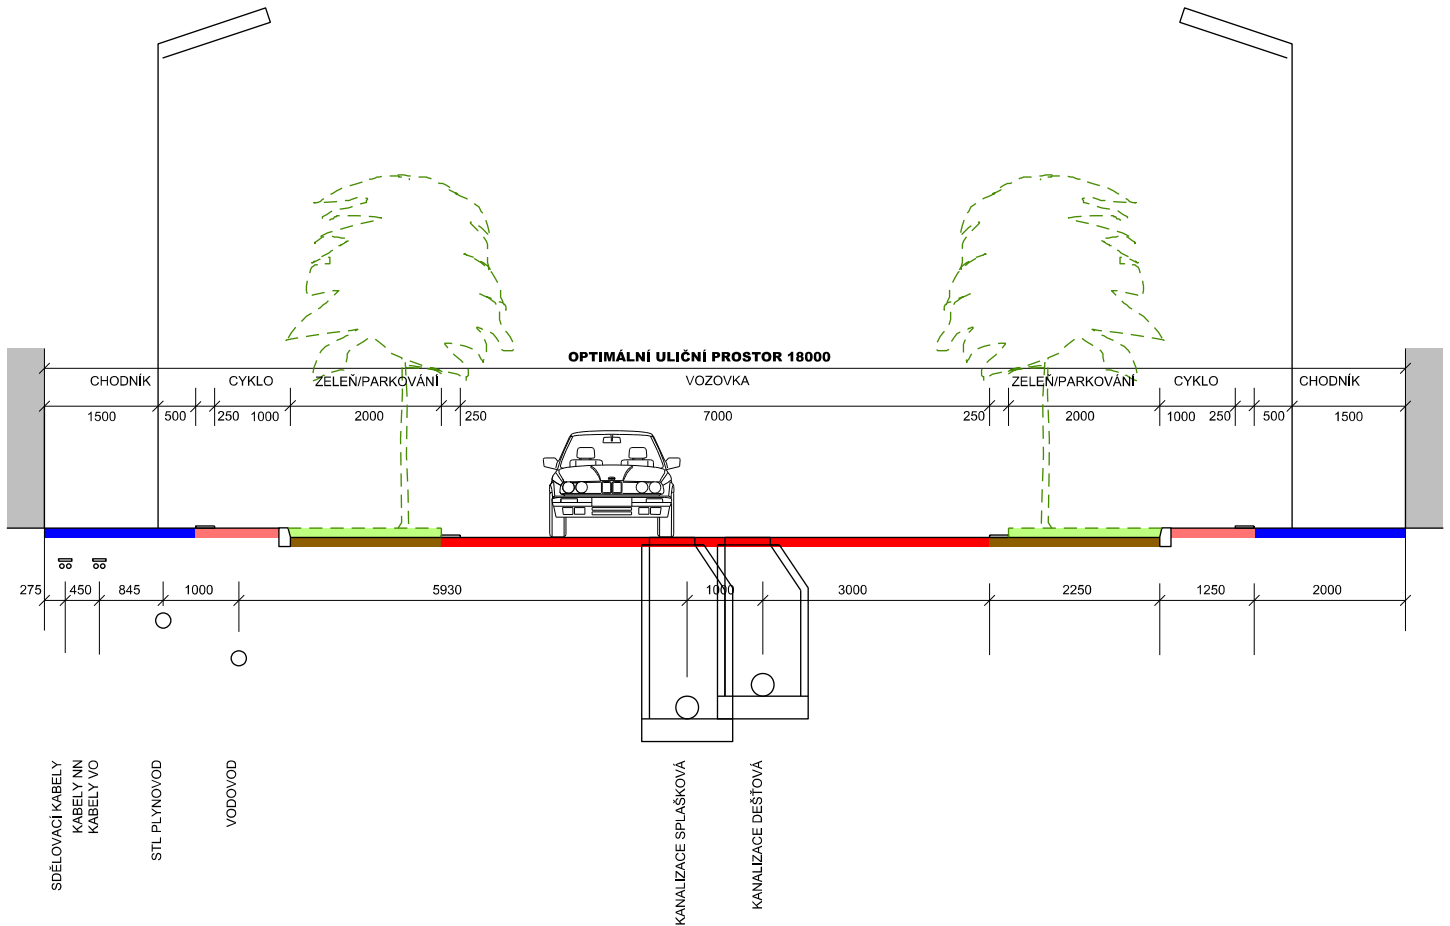 OPTIMÁLNÍ ULIČNÍ PROSTOR 18000
CHODNÍK CYKLO ZELEŇ/PARKOVÁNÍ VOZOVKA ZELEŇ/PARKOVÁNÍ CYKLO CHODNÍK
1500 500 250 1000 2000 250 7000 250 2000 1000 250 500 1500
275 450 845 1000 5930 1000 3000 2250 1250 2000
SDĚLOVACÍ KABELY
KABELY NN
KABELY VO
STL PLYNOVOD
VODOVOD
KANALIZACE SPLAŠKOVÁ
KANALIZACE DEŠŤOVÁ